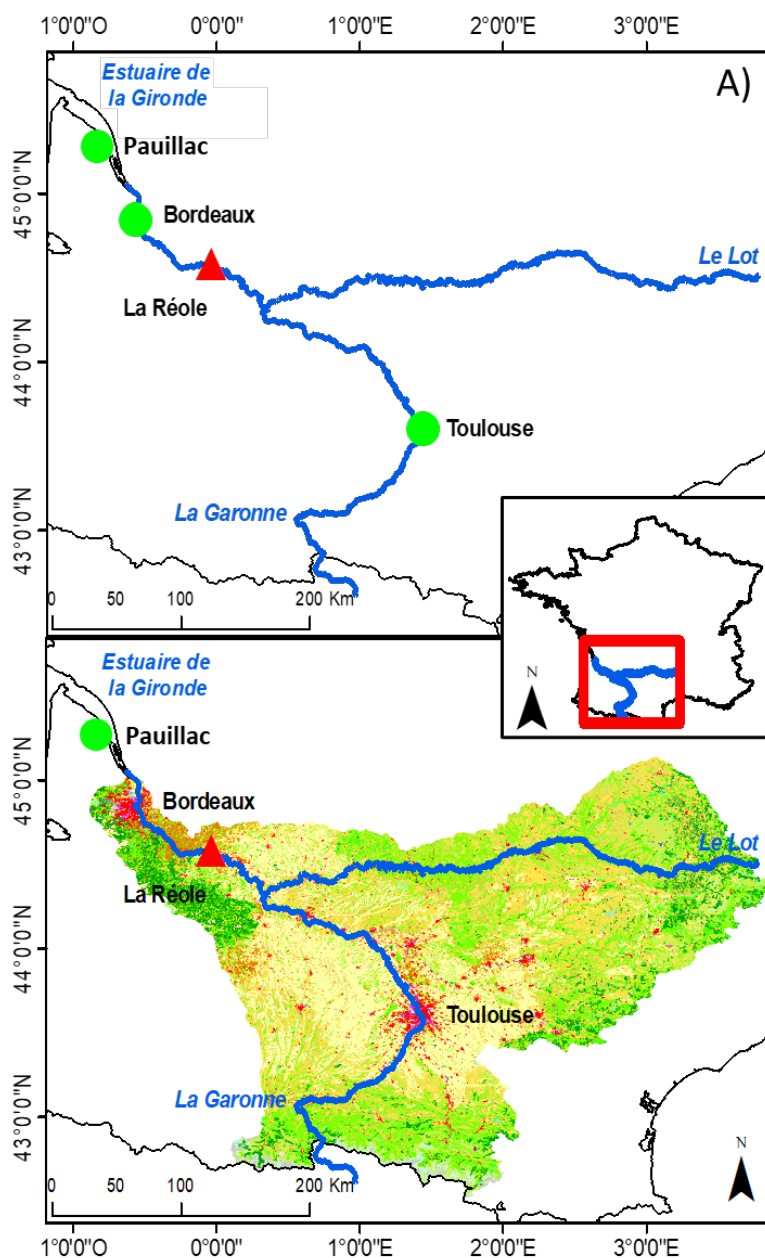 1°0'0"O 0'0" 1°0'0"E 2°0'0"E 3°0'0"E
Estuaire de
la Gironde
A)
Pauillac
45°0'0"N
Bordeaux
Le Lot
La Réole
44°0'0"N
Toulouse
La Garonne
43°0'0"N
0 50 100 200 Km
N
Estuaire de
la Gironde
Pauillac
45°0'0"N
Bordeaux
Le Lot
La Réole
44°0'0"N
Toulouse
La Garonne
43°0'0"N
0 50 100 200 Km
N
1°0'0"O 0'0" 1°0'0"E 2°0'0"E 3°0'0"E